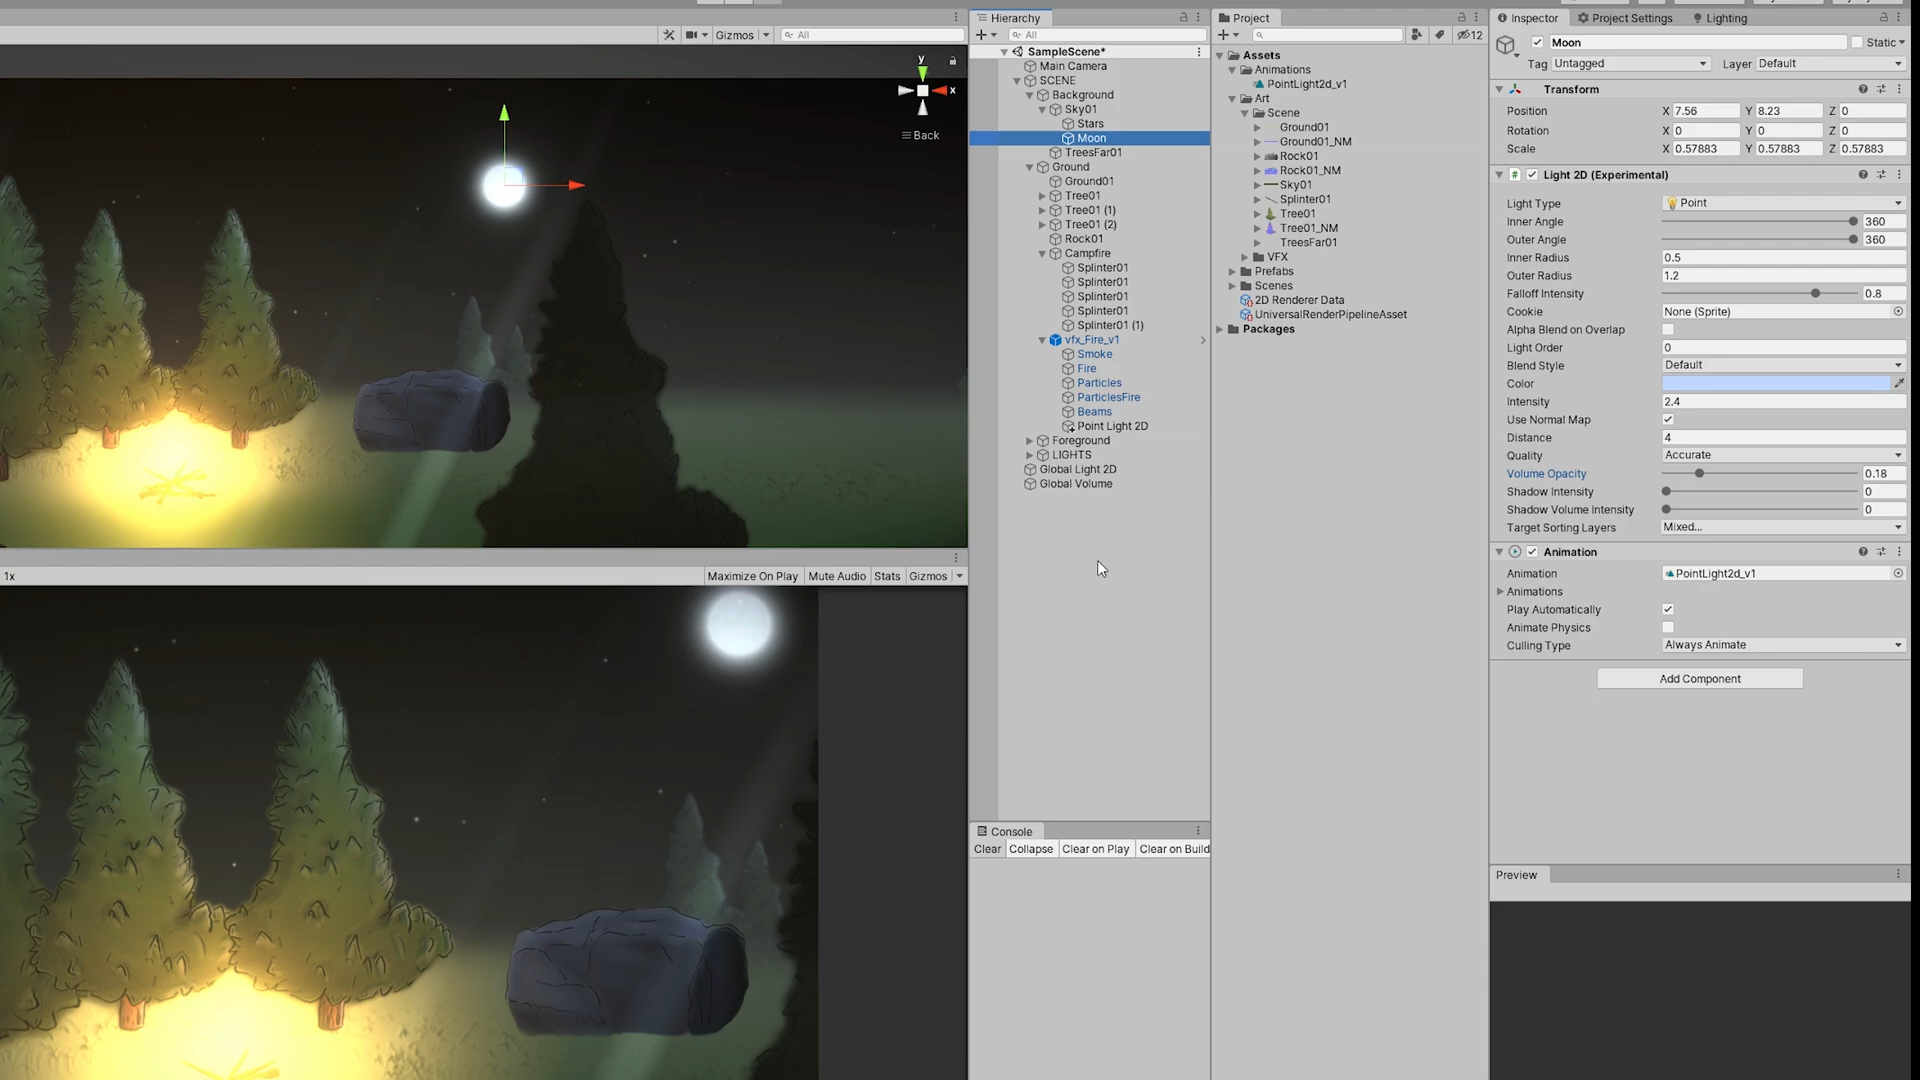 Gizmos
All
y
x
Back
1x
Maximize On Play Mute Audio Stats Gizmos
Hierarchy
All
SampleScene*
Main Camera
SCENE
Background
Sky01
Stars
Moon
TreesFar01
Ground
Ground01
Tree01
Tree01 (1)
Tree01 (2)
Rock01
Campfire
Splinter01
Splinter01
Splinter01
Splinter01
Splinter01 (1)
vfx_Fire_v1
Smoke
Fire
Particles
ParticlesFire
Beams
Point Light 2D
Foreground
LIGHTS
Global Light 2D
Global Volume
Console
Clear Collapse Clear on Play Clear on Build
Project
12
Assets
Animations
PointLight2d_v1
Art
Scene
Ground01
Ground01_NM
Rock01
Rock01_NM
Sky01
Splinter01
Tree01
Tree01_NM
TreesFar01
VFX
Prefabs
Scenes
2D Renderer Data
UniversalRenderPipelineAsset
Packages
Inspector Project Settings Lighting
Moon Static
Tag Untagged Layer Default
Transform
Position X 7.56 Y 8.23 Z 0
Rotation X 0 Y 0 Z 0
Scale X 0.57883 Y 0.57883 Z 0.57883
Light 2D (Experimental)
Light Type Point
Inner Angle 360
Outer Angle 360
Inner Radius 0.5
Outer Radius 1.2
Falloff Intensity 0.8
Cookie None (Sprite)
Alpha Blend on Overlap
Light Order 0
Blend Style Default
Color
Intensity 2.4
Use Normal Map
Distance 4
Quality Accurate
Volume Opacity 0.18
Shadow Intensity 0
Shadow Volume Intensity 0
Target Sorting Layers Mixed...
Animation
Animation PointLight2d_v1
Animations
Play Automatically
Animate Physics
Culling Type Always Animate
Add Component
Preview